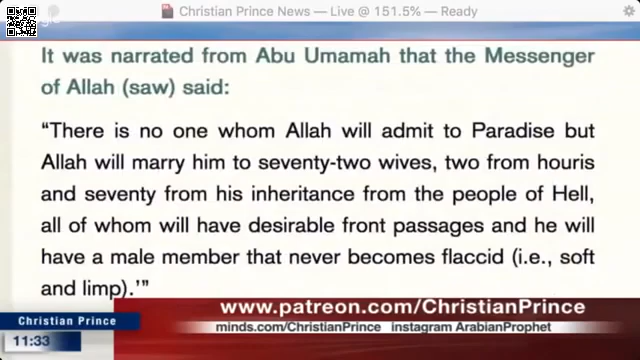 Christian Prince News — Live @ 151.5% — Ready
It was narrated from Abu Umamah that the Messenger
of Allah (saw) said:
“There is no one whom Allah will admit to Paradise but
Allah will marry him to seventy-two wives, two from houris
and seventy from his inheritance from the people of Hell,
all of whom will have desirable front passages and he will
have a male member that never becomes flaccid (i.e., soft
and limp).’”
www.patreon.com/ChristianPrince
Christian Prince
minds.com/ChristianPrince instagram ArabianProphet
11:33